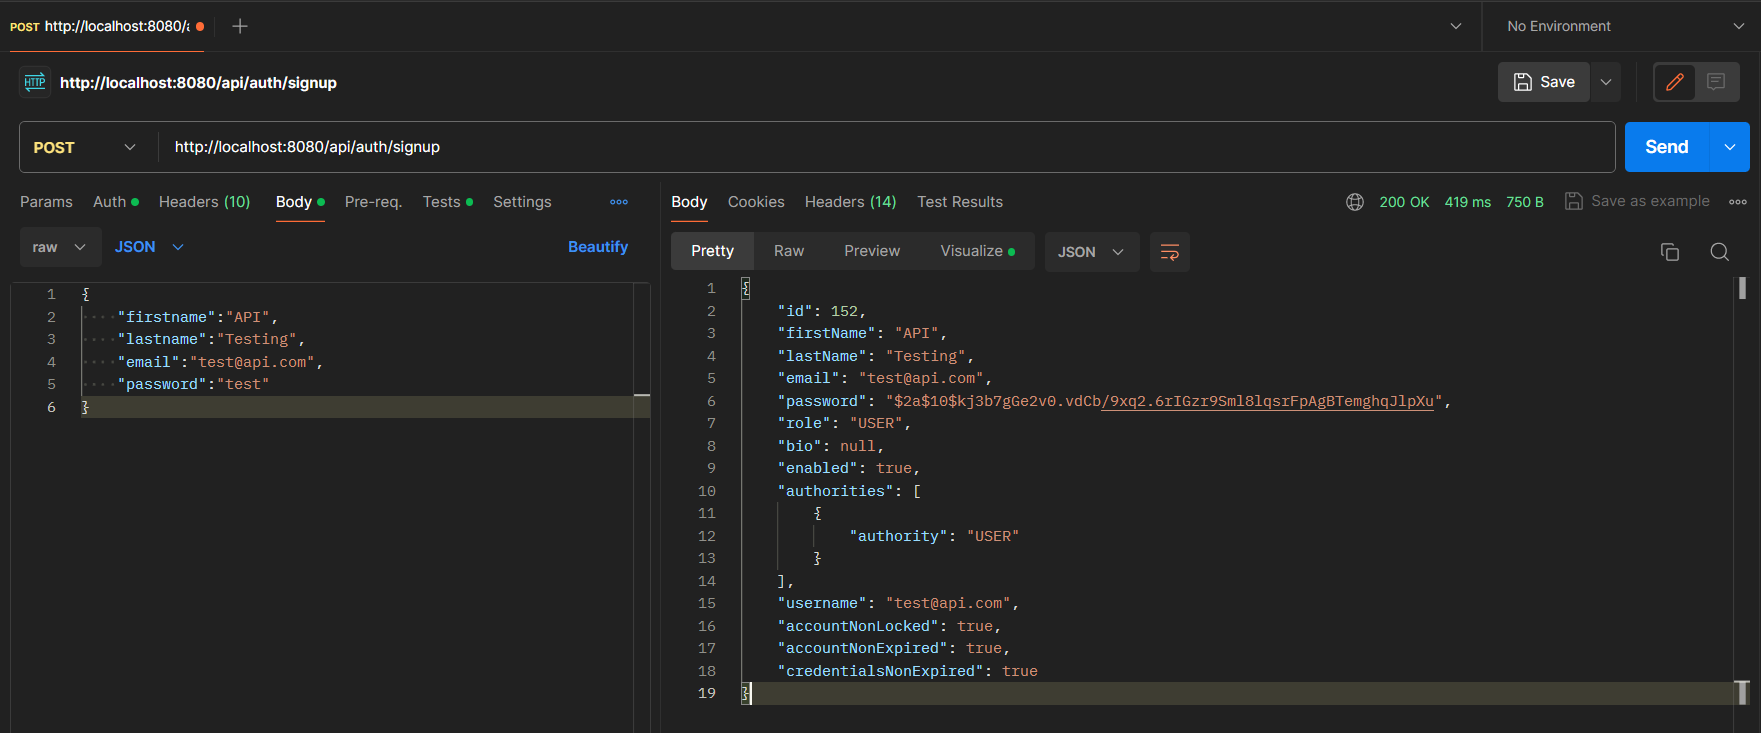 POST http://localhost:8080/a
No Environment
HTTP http://localhost:8080/api/auth/signup
Save
POST http://localhost:8080/api/auth/signup
Send
Params Auth Headers (10) Body Pre-req. Tests Settings
raw JSON Beautify
1 {
2 "firstname":"API",
3 "lastname":"Testing",
4 "email":"test@api.com",
5 "password":"test"
6 }
Body Cookies Headers (14) Test Results
200 OK 419 ms 750 B Save as example
Pretty Raw Preview Visualize JSON
1 {
2 "id": 152,
3 "firstName": "API",
4 "lastName": "Testing",
5 "email": "test@api.com",
6 "password": "$2a$10$kj3b7gGe2v0.vdCb/9xq2.6rIGzr9Sml8lqsrFpAgBTemghqJlpXu",
7 "role": "USER",
8 "bio": null,
9 "enabled": true,
10 "authorities": [
11 {
12 "authority": "USER"
13 }
14 ],
15 "username": "test@api.com",
16 "accountNonLocked": true,
17 "accountNonExpired": true,
18 "credentialsNonExpired": true
19 }